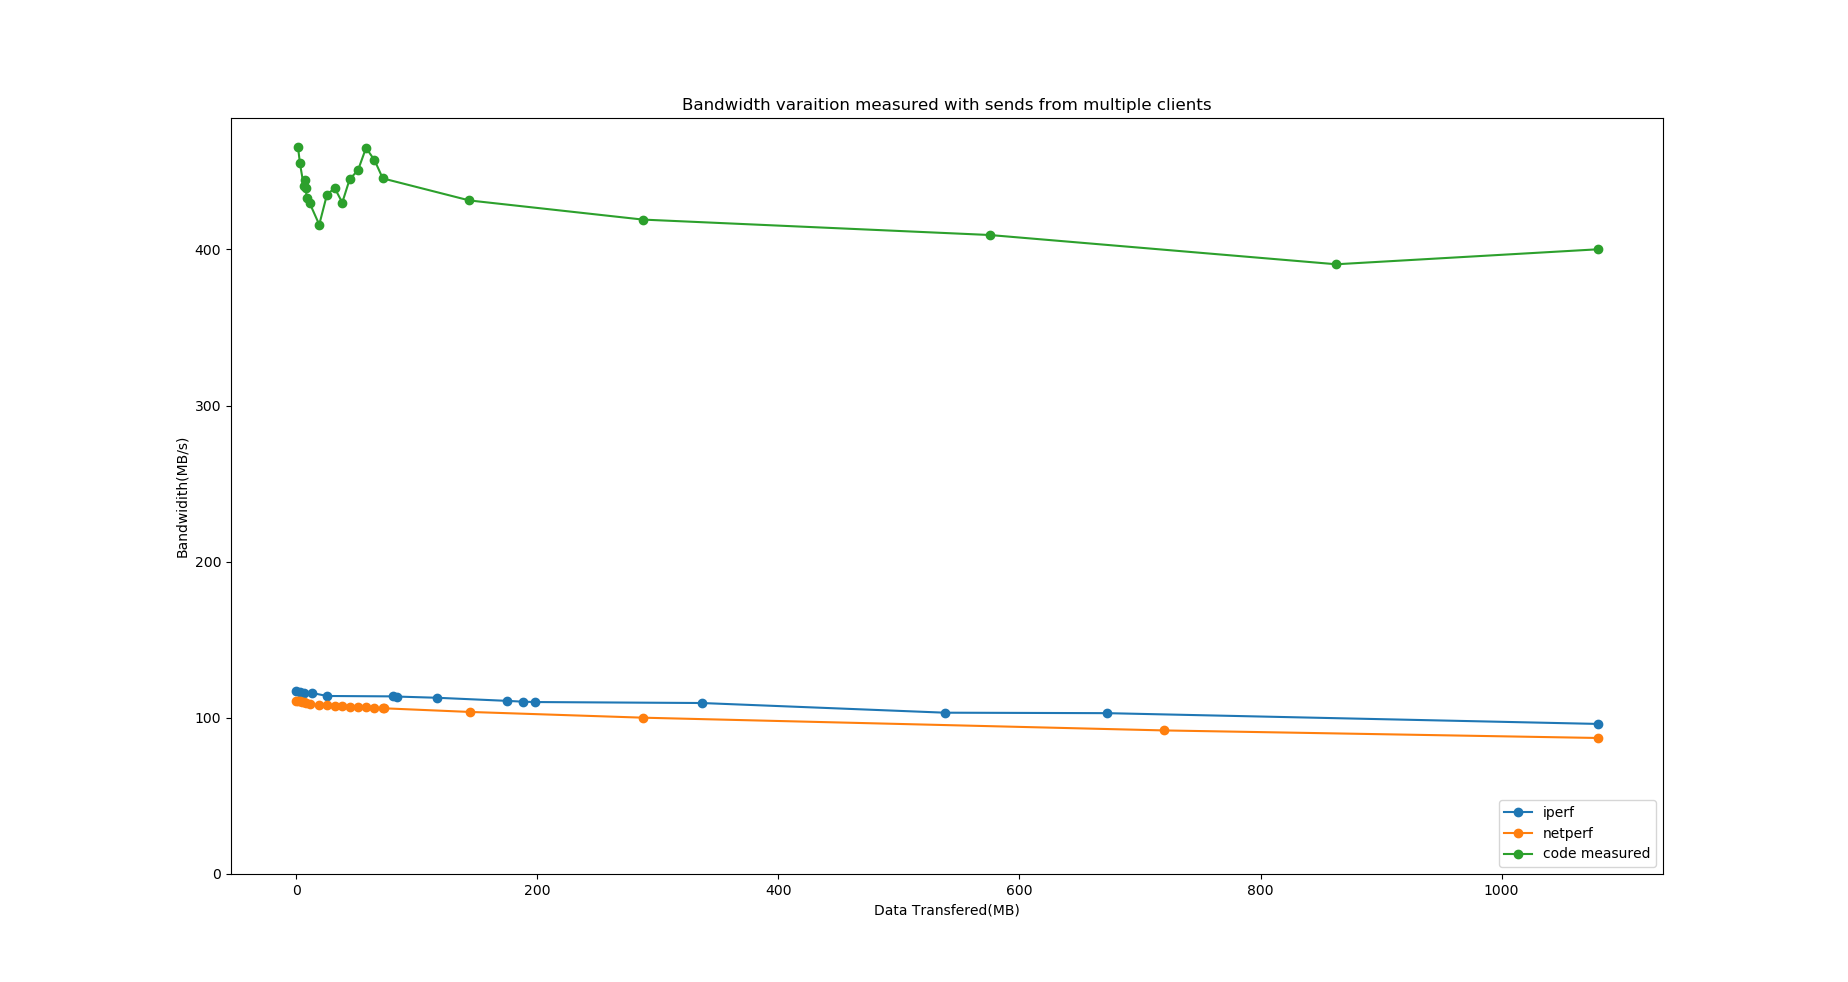 Bandwidth varaition measured with sends from multiple clients
400
300
200
100
0
Bandwidith(MB/s)
0 200 400 600 800 1000
Data Transfered(MB)
iperf
netperf
code measured